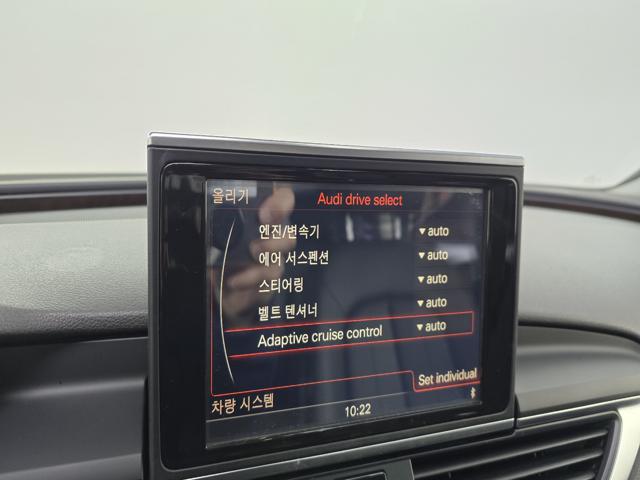 올리기
Audi drive select
엔진/변속기 ▾ auto
에어 서스펜션 ▾ auto
스티어링 ▾ auto
벨트 텐셔너 ▾ auto
Adaptive cruise control ▾ auto
Set individual
차량 시스템
10:22